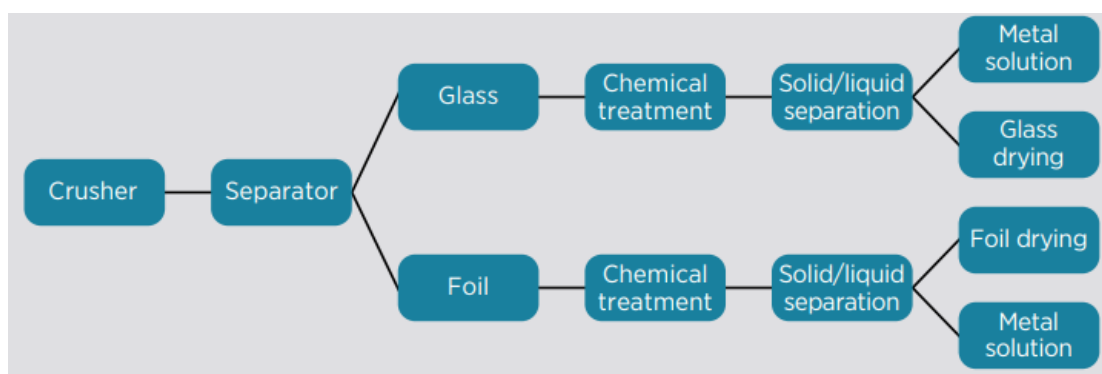 Crusher
Separator
Glass
Chemical
treatment
Solid/liquid
separation
Metal
solution
Glass
drying
Foil
Chemical
treatment
Solid/liquid
separation
Foil drying
Metal
solution